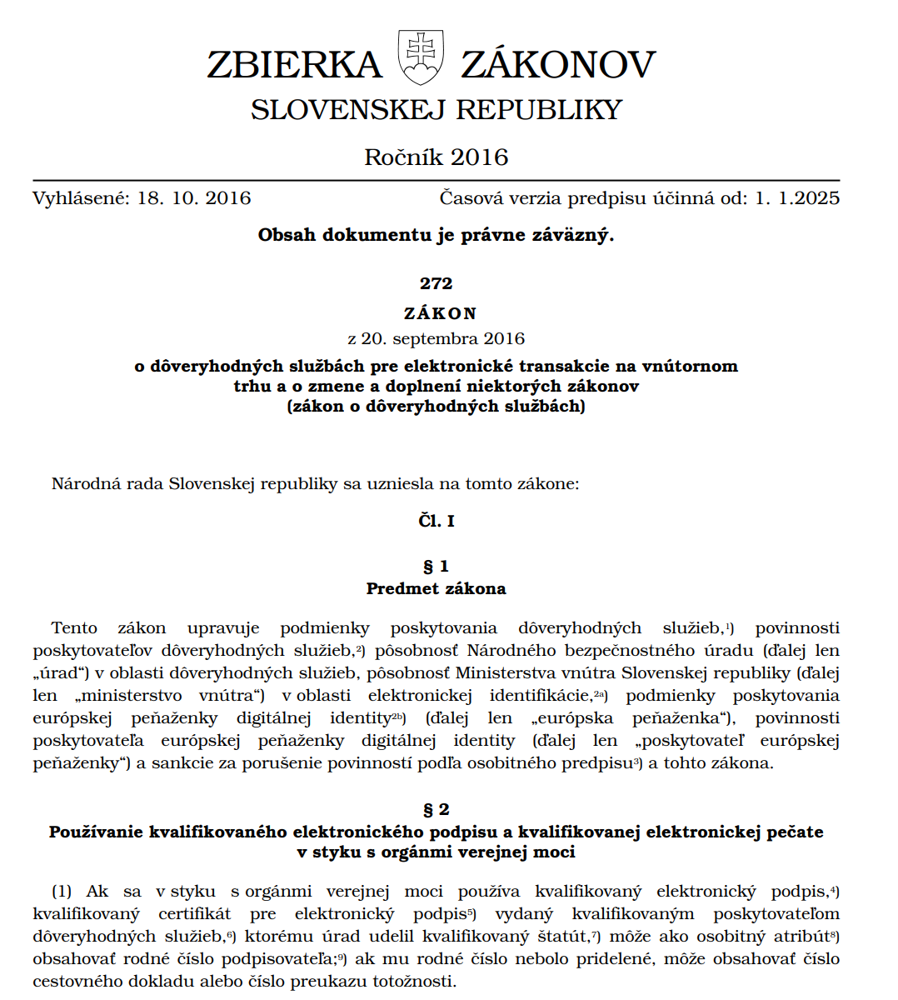 ZBIERKA ZÁKONOV
SLOVENSKEJ REPUBLIKY
Ročník 2016
Vyhlásené: 18. 10. 2016 Časová verzia predpisu účinná od: 1. 1.2025
Obsah dokumentu je právne záväzný.
272
ZÁKON
z 20. septembra 2016
o dôveryhodných službách pre elektronické transakcie na vnútornom
trhu a o zmene a doplnení niektorých zákonov
(zákon o dôveryhodných službách)
Národná rada Slovenskej republiky sa uzniesla na tomto zákone:
Čl. I
§ 1
Predmet zákona
Tento zákon upravuje podmienky poskytovania dôveryhodných služieb,¹) povinnosti
poskytovateľov dôveryhodných služieb,²) pôsobnosť Národného bezpečnostného úradu (ďalej len
„úrad“) v oblasti dôveryhodných služieb, pôsobnosť Ministerstva vnútra Slovenskej republiky (ďalej
len „ministerstvo vnútra“) v oblasti elektronickej identifikácie,²ᵃ) podmienky poskytovania
európskej peňaženky digitálnej identity²ᵇ) (ďalej len „európska peňaženka“), povinnosti
poskytovateľa európskej peňaženky digitálnej identity (ďalej len „poskytovateľ európskej
peňaženky“) a sankcie za porušenie povinností podľa osobitného predpisu³) a tohto zákona.
§ 2
Používanie kvalifikovaného elektronického podpisu a kvalifikovanej elektronickej pečate
v styku s orgánmi verejnej moci
(1) Ak sa v styku s orgánmi verejnej moci používa kvalifikovaný elektronický podpis,⁴)
kvalifikovaný certifikát pre elektronický podpis⁵) vydaný kvalifikovaným poskytovateľom
dôveryhodných služieb,⁶) ktorému úrad udelil kvalifikovaný štatút,⁷) môže ako osobitný atribút⁸)
obsahovať rodné číslo podpisovateľa;⁹) ak mu rodné číslo nebolo pridelené, môže obsahovať číslo
cestovného dokladu alebo číslo preukazu totožnosti.